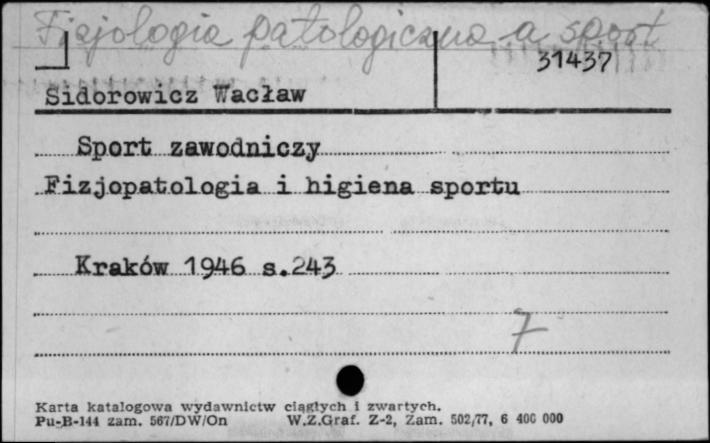 Fizjologia patologiczna a sport
31437
Sidorowicz Wacław
Sport zawodniczy
Fizjopatologia i higiena sportu
Kraków 1946 s.243
7
Karta katalogowa wydawnictw ciągłych i zwartych.
Pu-B-144 zam. 567/DW/On W.Z.Graf. Z-2, Zam. 502/77, 6 400 000